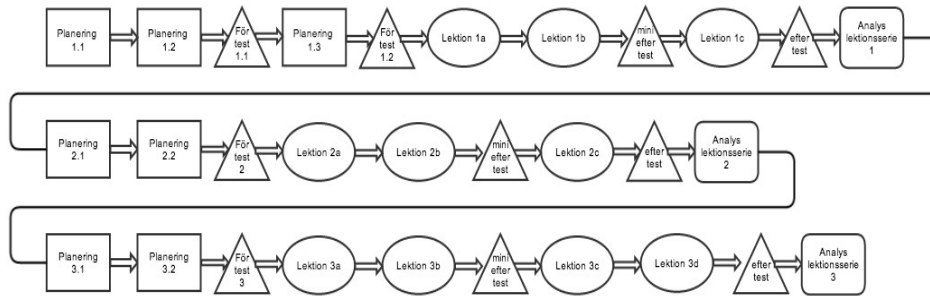 Planering
1.1
Planering
1.2
För
test
1.1
Planering
1.3
För
test
1.2
Lektion 1a
Lektion 1b
mini
efter
test
Lektion 1c
efter
test
Analys
lektionsserie
1
Planering
2.1
Planering
2.2
För
test
2
Lektion 2a
Lektion 2b
mini
efter
test
Lektion 2c
efter
test
Analys
lektionsserie
2
Planering
3.1
Planering
3.2
För
test
3
Lektion 3a
Lektion 3b
mini
efter
test
Lektion 3c
Lektion 3d
efter
test
Analys
lektionsserie
3